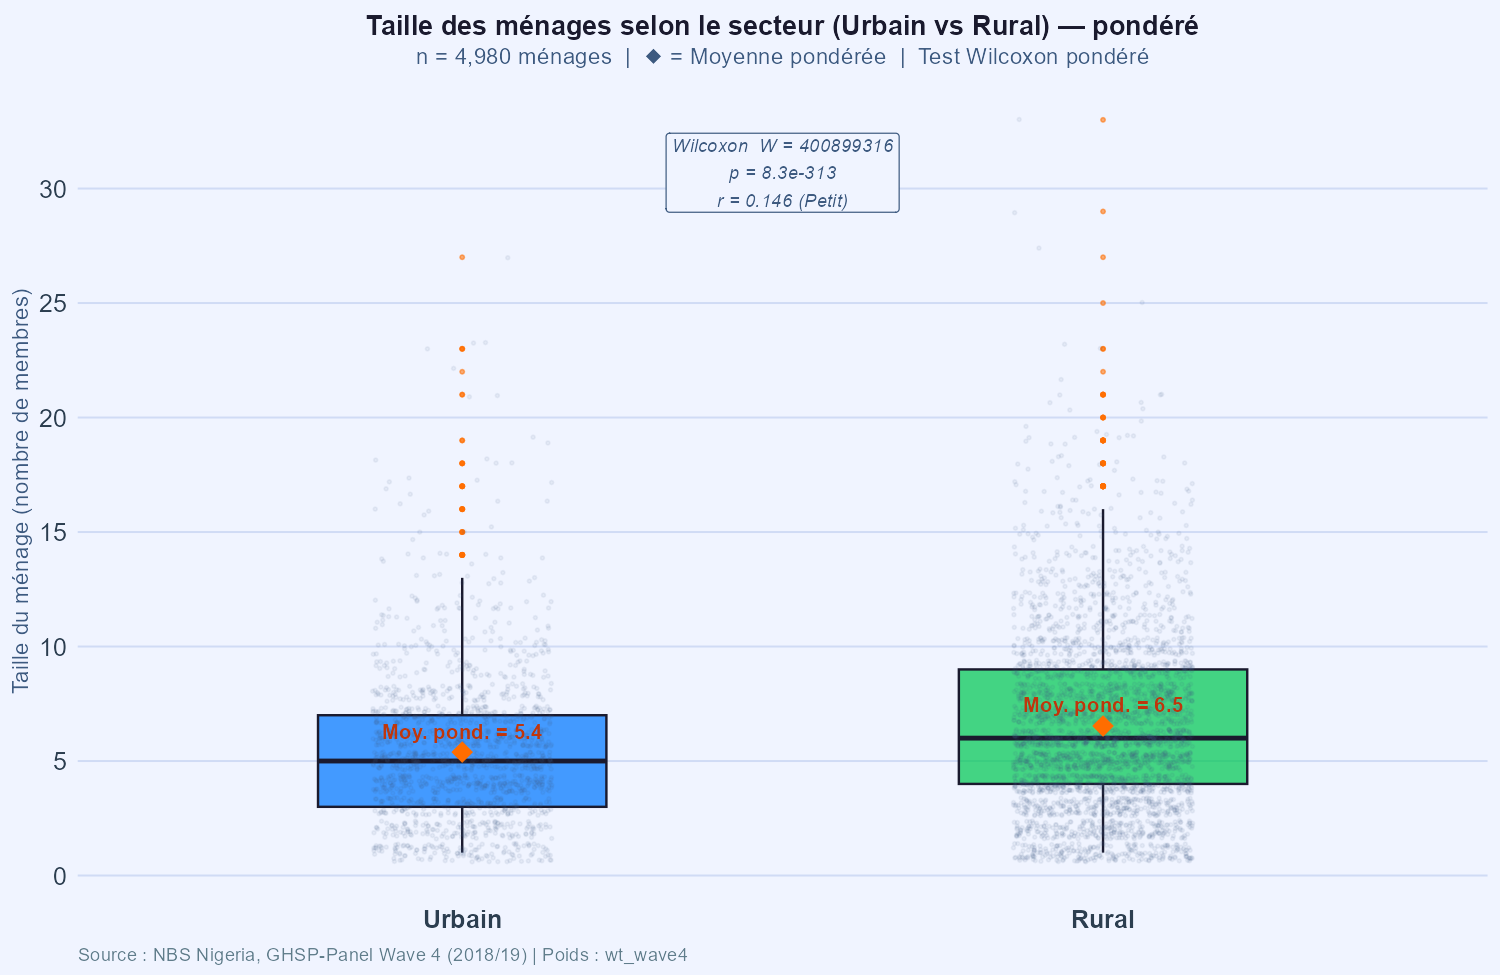 Taille des ménages selon le secteur (Urbain vs Rural) — pondéré
n = 4,980 ménages | ◆ = Moyenne pondérée | Test Wilcoxon pondéré
Wilcoxon W = 400899316
p = 8.3e-313
r = 0.146 (Petit)
Taille du ménage (nombre de membres)
30
25
20
15
10
5
0
Moy. pond. = 5.4
Moy. pond. = 6.5
Urbain
Rural
Source : NBS Nigeria, GHSP-Panel Wave 4 (2018/19) | Poids : wt_wave4